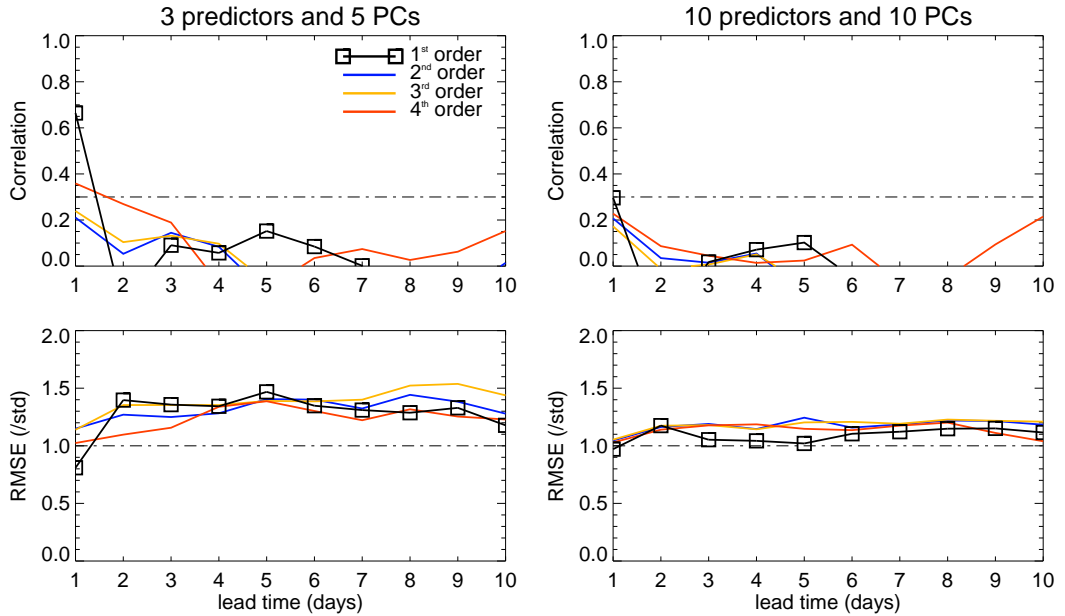 3 predictors and 5 PCs
10 predictors and 10 PCs
1.0
0.8
0.6
0.4
0.2
0.0
Correlation
1st order
2nd order
3rd order
4th order
1 2 3 4 5 6 7 8 9 10
1.0
0.8
0.6
0.4
0.2
0.0
Correlation
1 2 3 4 5 6 7 8 9 10
2.0
1.5
1.0
0.5
0.0
RMSE (/std)
1 2 3 4 5 6 7 8 9 10
lead time (days)
2.0
1.5
1.0
0.5
0.0
RMSE (/std)
1 2 3 4 5 6 7 8 9 10
lead time (days)